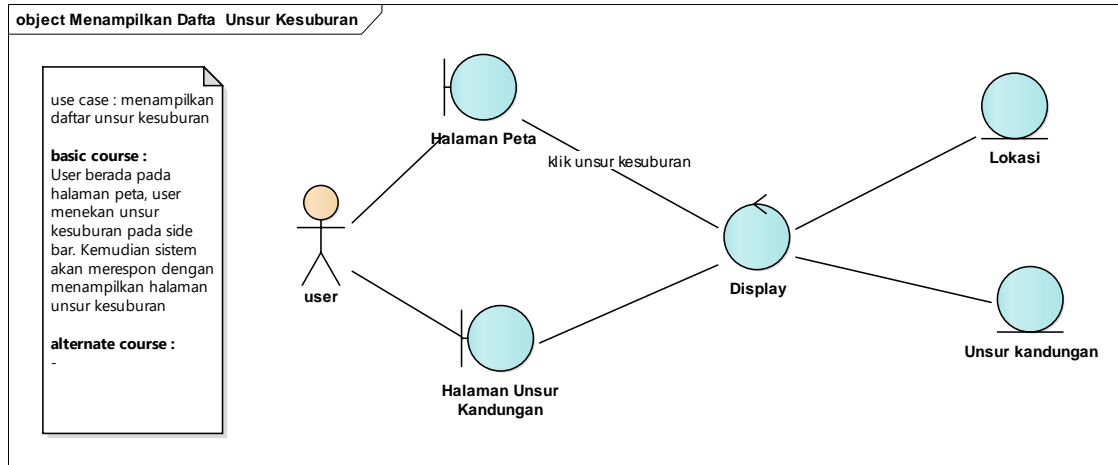 object Menampilkan Dafta  Unsur Kesuburan
use case : menampilkan
daftar unsur kesuburan
basic course :
User berada pada
halaman peta, user
menekan unsur
kesuburan pada side
bar. Kemudian sistem
akan merespon dengan
menampilkan halaman
unsur kesuburan
alternate course :
-
user
Halaman Peta
klik unsur kesuburan
Halaman Unsur
Kandungan
Display
Lokasi
Unsur kandungan